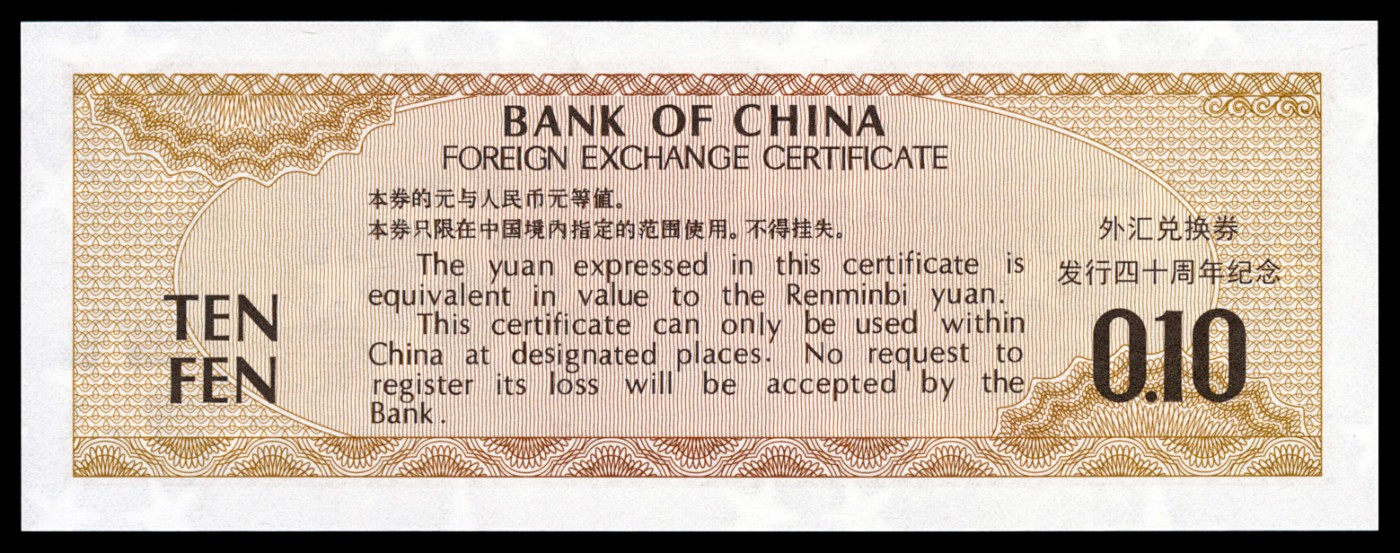 BANK OF CHINA
FOREIGN EXCHANGE CERTIFICATE
本券的元与人民币元等值。
本券只限在中国境内指定的范围使用。不得挂失。
The yuan expressed in this certificate is
equivalent in value to the Renminbi yuan.
This certificate can only be used within
China at designated places. No request to
register its loss will be accepted by the
Bank.
TEN
FEN
外汇兑换券
发行四十周年纪念
0.10